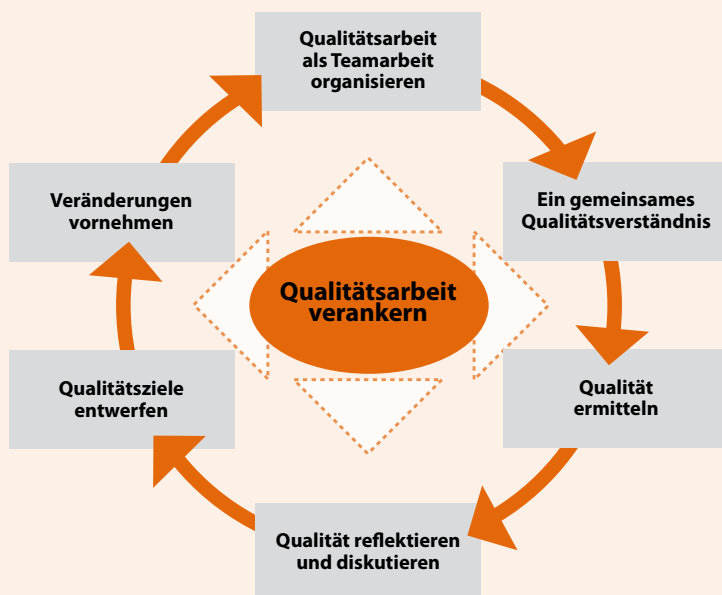 Qualitätsarbeit
als Teamarbeit
organisieren
Ein gemeinsames
Qualitätsverständnis
Qualität
ermitteln
Qualität reflektieren
und diskutieren
Qualitätsziele
entwerfen
Veränderungen
vornehmen
Qualitätsarbeit
verankern